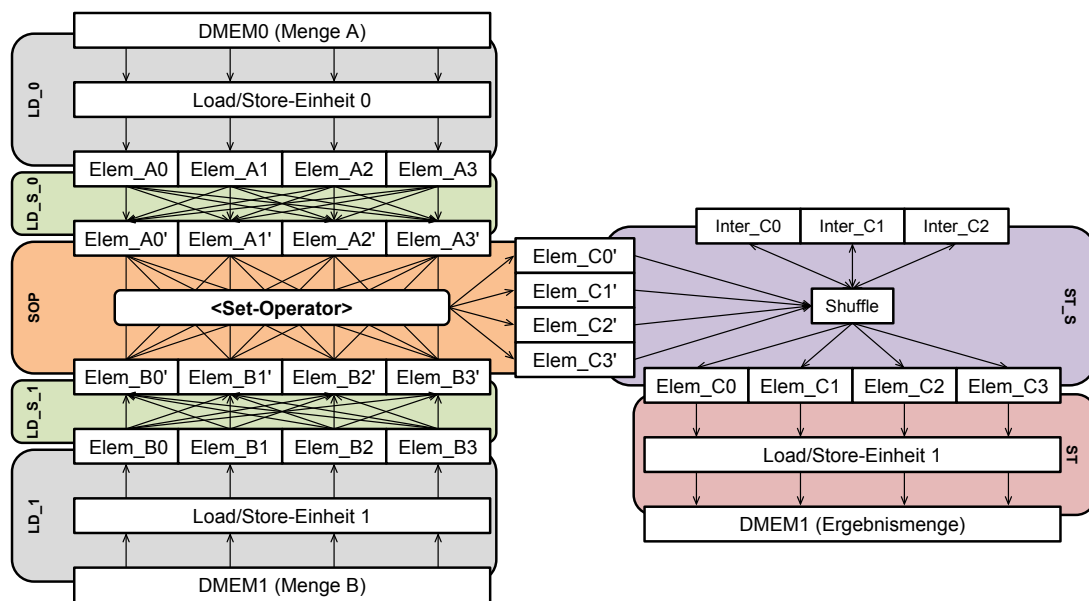 DMEM0 (Menge A)
LD_0
Load/Store-Einheit 0
Elem_A0 Elem_A1 Elem_A2 Elem_A3
LD_S_0
Elem_A0' Elem_A1' Elem_A2' Elem_A3'
SOP
<Set-Operator>
Elem_B0' Elem_B1' Elem_B2' Elem_B3'
LD_S_1
Elem_B0 Elem_B1 Elem_B2 Elem_B3
LD_1
Load/Store-Einheit 1
DMEM1 (Menge B)
Elem_C0'
Elem_C1'
Elem_C2'
Elem_C3'
Inter_C0 Inter_C1 Inter_C2
Shuffle
ST_S
Elem_C0 Elem_C1 Elem_C2 Elem_C3
Load/Store-Einheit 1
ST
DMEM1 (Ergebnismenge)